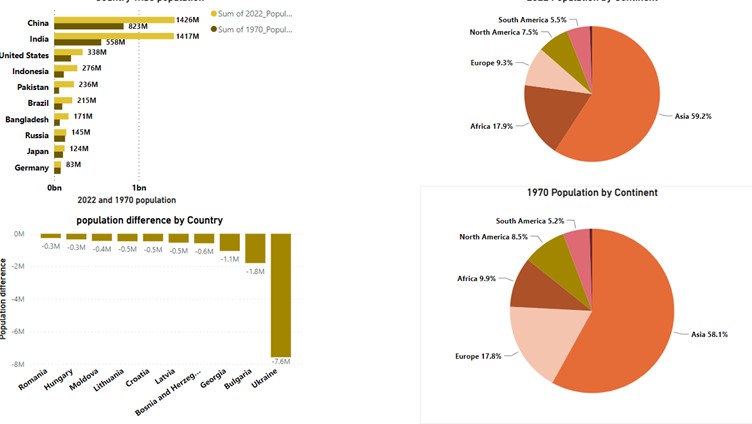 Country wise population
China
1426M
823M
India
1417M
558M
United States
338M
Indonesia
276M
Pakistan
236M
Brazil
215M
Bangladesh
171M
Russia
145M
Japan
124M
Germany
83M
0bn
1bn
2022 and 1970 population
Sum of 2022_Popul...
Sum of 1970_Popul...
population difference by Country
Population difference
0M
-2M
-4M
-6M
-8M
-0.3M
-0.3M
-0.4M
-0.5M
-0.5M
-0.5M
-0.6M
-1.1M
-1.8M
-7.6M
Romania
Hungary
Moldova
Lithuania
Croatia
Latvia
Bosnia and Herzeg...
Georgia
Bulgaria
Ukraine
2022 Population by Continent
South America 5.5%
North America 7.5%
Europe 9.3%
Africa 17.9%
Asia 59.2%
1970 Population by Continent
South America 5.2%
North America 8.5%
Africa 9.9%
Europe 17.8%
Asia 58.1%